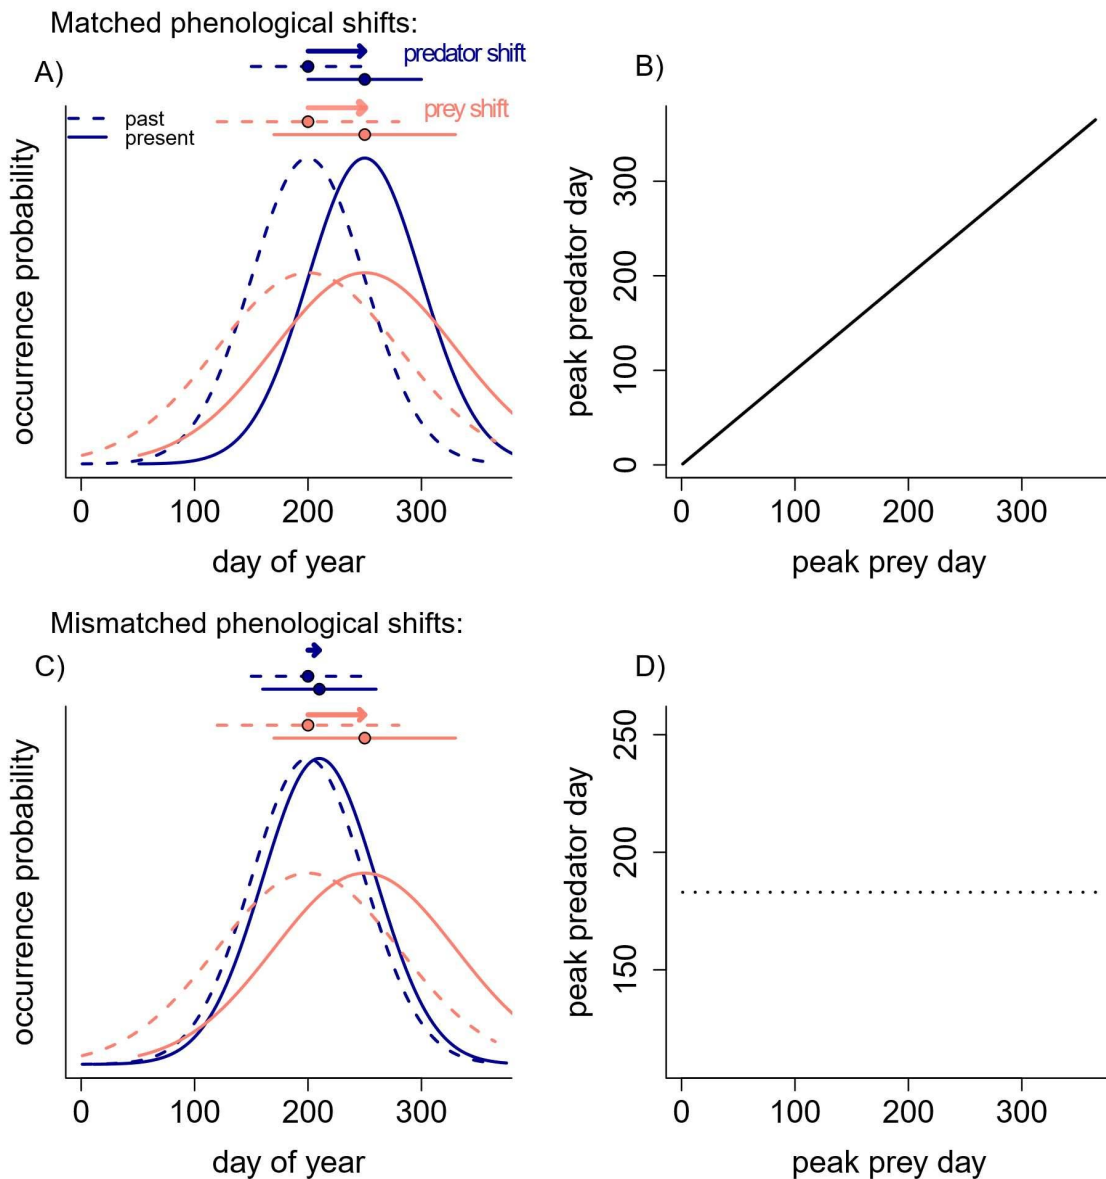 Matched phenological shifts:
A)
predator shift
prey shift
past
present
occurrence probability
0 100 200 300
day of year
B)
peak predator day
0 100 200 300
0 100 200 300
peak prey day
Mismatched phenological shifts:
C)
occurrence probability
0 100 200 300
day of year
D)
peak predator day
150 200 250
0 100 200 300
peak prey day